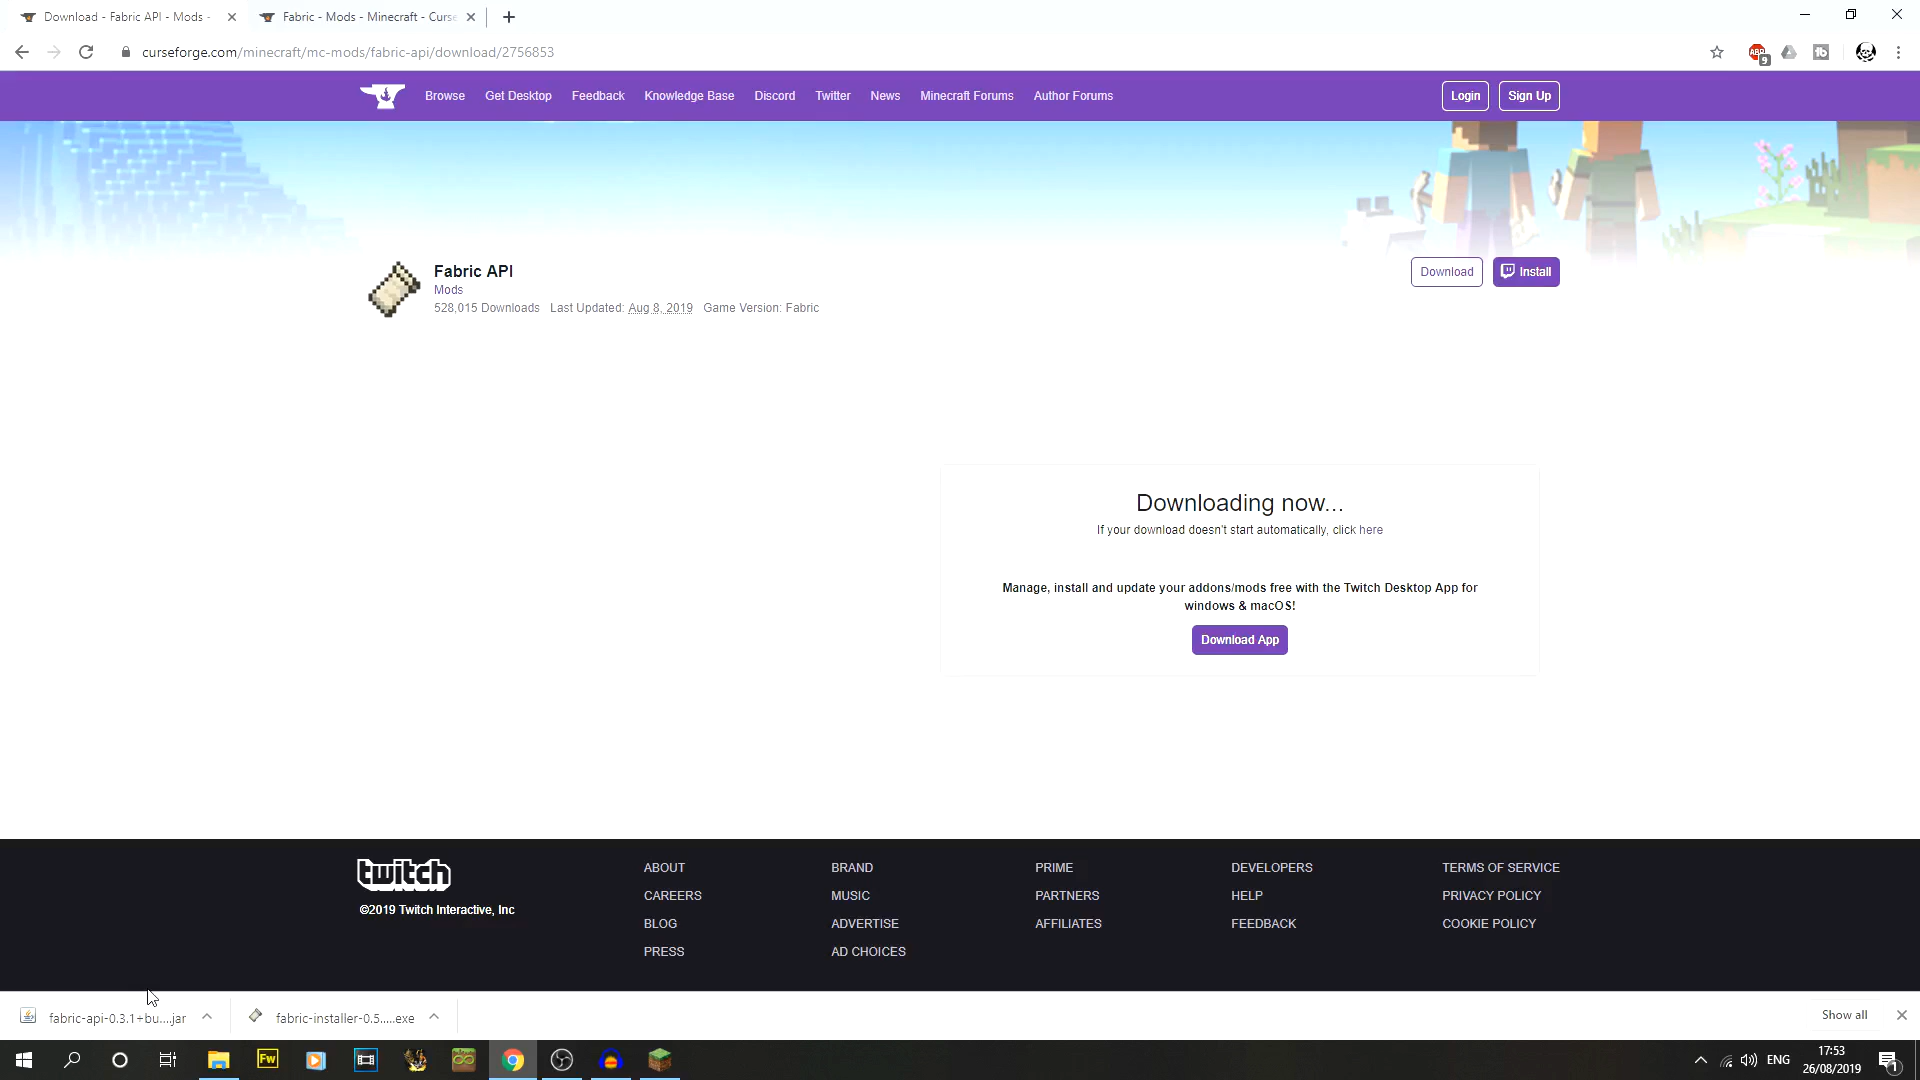 Download - Fabric API - Mods -
Fabric - Mods - Minecraft - Curse
curseforge.com/minecraft/mc-mods/fabric-api/download/2756853
ABP
9
Browse Get Desktop Feedback Knowledge Base Discord Twitter News Minecraft Forums Author Forums
Login Sign Up
Fabric API
Mods
528,015 Downloads Last Updated: Aug 8, 2019 Game Version: Fabric
Download Install
Downloading now...
If your download doesn't start automatically, click here
Manage, install and update your addons/mods free with the Twitch Desktop App for
windows & macOS!
Download App
twitch
©2019 Twitch Interactive, Inc
ABOUT BRAND PRIME DEVELOPERS TERMS OF SERVICE
CAREERS MUSIC PARTNERS HELP PRIVACY POLICY
BLOG ADVERTISE AFFILIATES FEEDBACK COOKIE POLICY
PRESS AD CHOICES
fabric-api-0.3.1+bu....jar
fabric-installer-0.5.....exe
Show all
Fw
ENG
17:53
26/08/2019
1